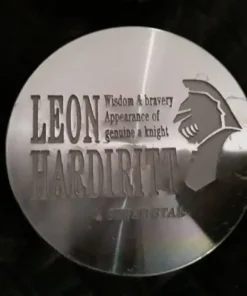 LEON
Wisdom & bravery
Appearance of
genuine a knight
HARDIRITT